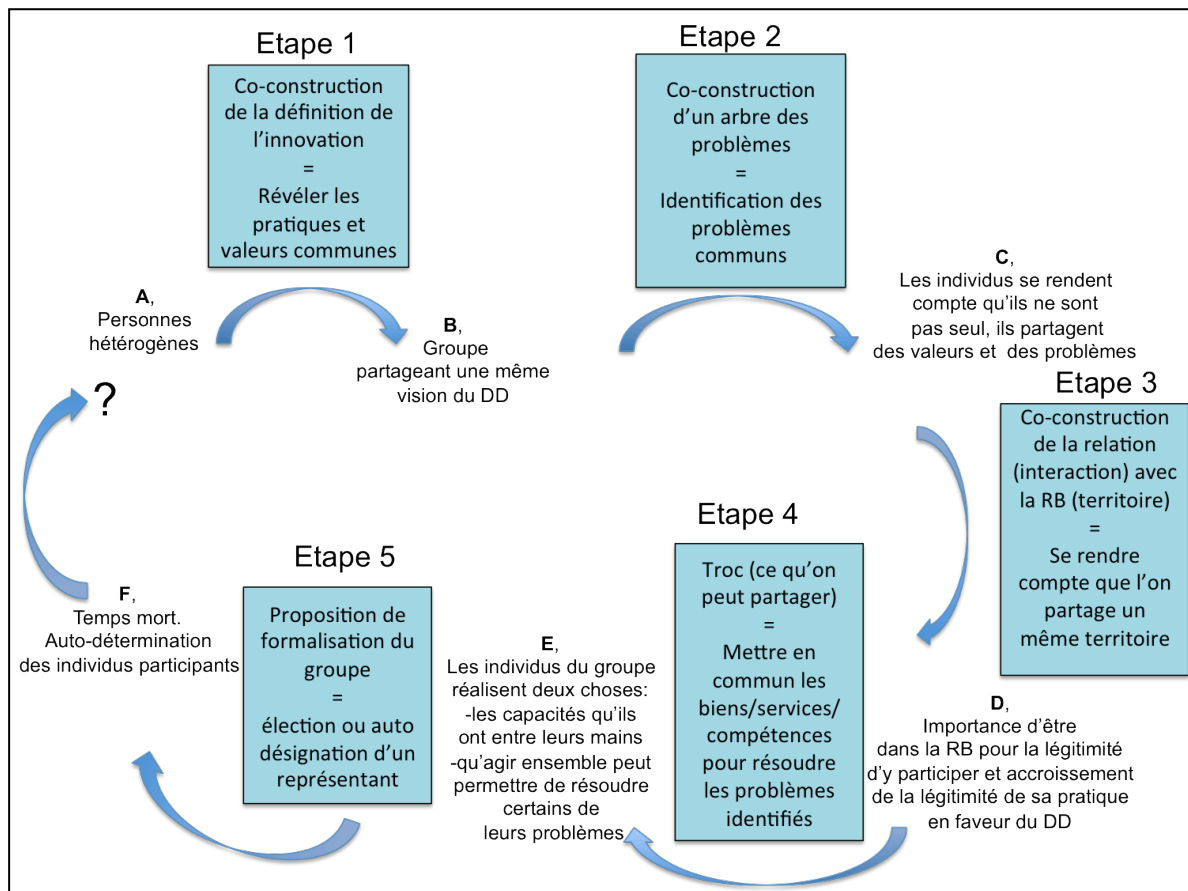 Etape 1
Co-construction
de la définition de
l'innovation
=
Révéler les
pratiques et
valeurs communes
Etape 2
Co-construction
d'un arbre des
problèmes
=
Identification des
problèmes
communs
A,
Personnes
hétérogènes
B,
Groupe
partageant une même
vision du DD
C,
Les individus se rendent
compte qu'ils ne sont
pas seul, ils partagent
des valeurs et des problèmes
?
Etape 3
Co-construction
de la relation
(interaction) avec
la RB (territoire)
=
Se rendre
compte que l'on
partage un
même territoire
D,
Importance d'être
dans la RB pour la légitimité
d'y participer et accroissement
de la légitimité de sa pratique
en faveur du DD
Etape 4
Troc (ce qu'on
peut partager)
=
Mettre en
commun les
biens/services/
compétences
pour résoudre
les problèmes
identifiés
E,
Les individus du groupe
réalisent deux choses:
-les capacités qu'ils
ont entre leurs mains
-qu'agir ensemble peut
permettre de résoudre
certains de
leurs problèmes
Etape 5
Proposition de
formalisation du
groupe
=
élection ou auto
désignation d'un
représentant
F,
Temps mort.
Auto-détermination
des individus participants